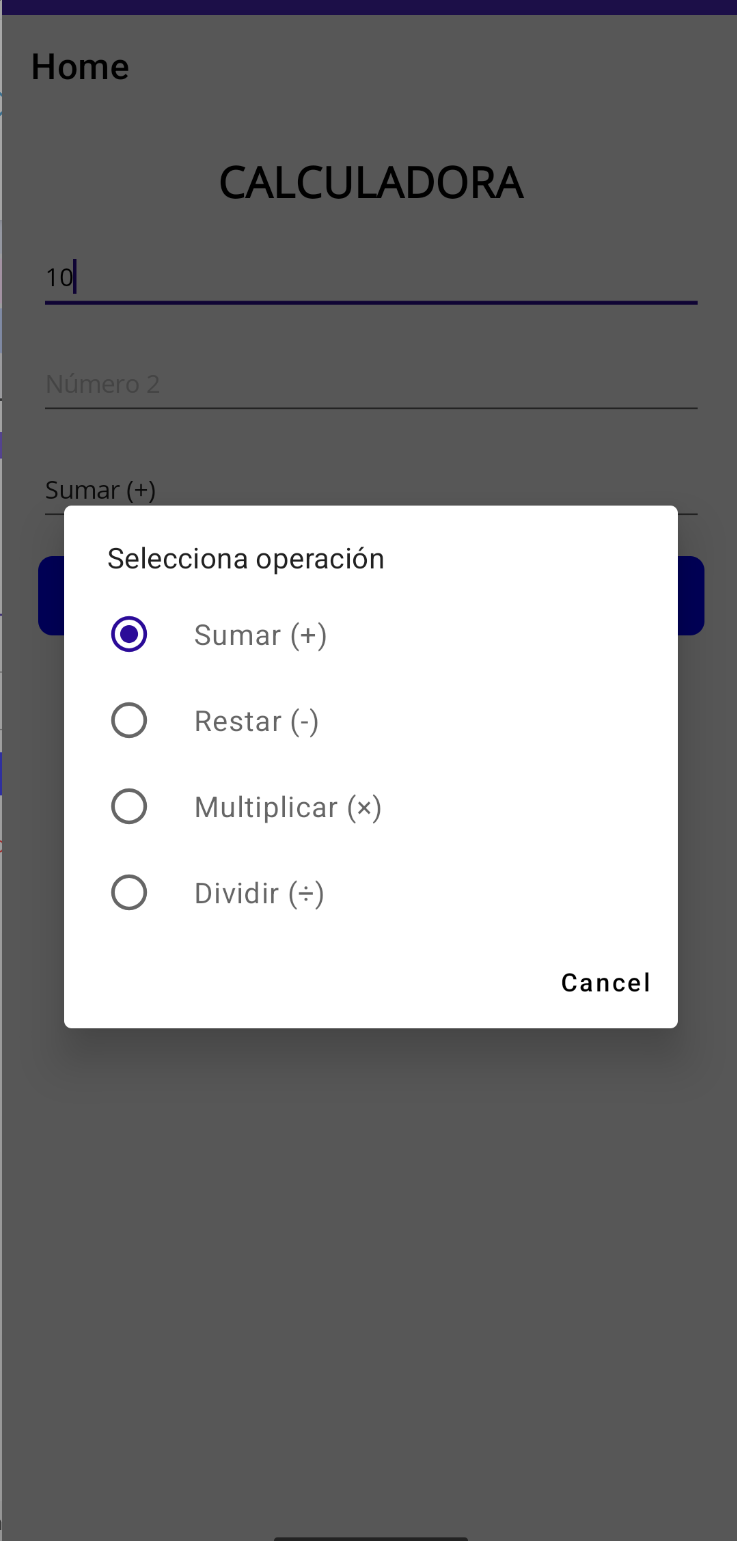 Home
CALCULADORA
10
Número 2
Sumar (+)
Selecciona operación
Sumar (+)
Restar (-)
Multiplicar (×)
Dividir (÷)
Cancel